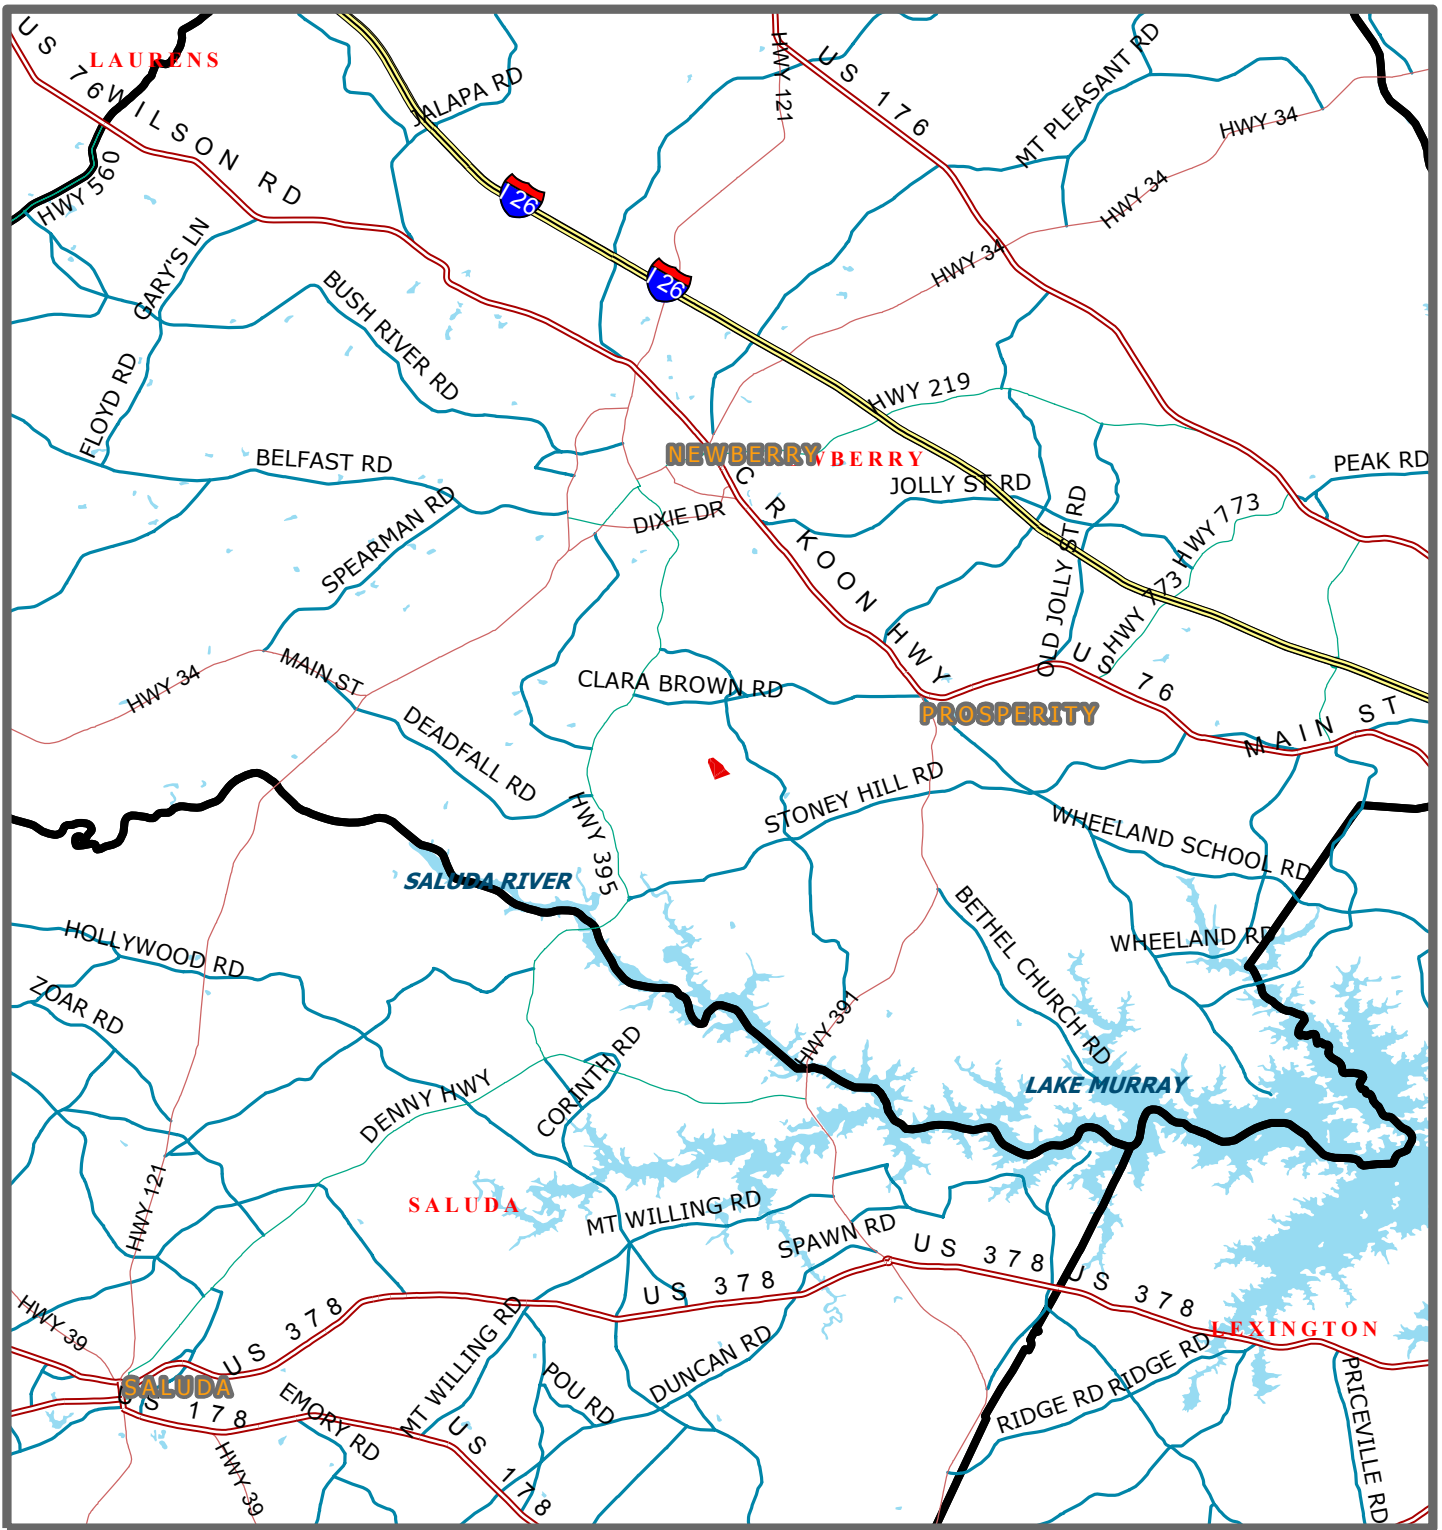 US 76
LAURENS
WILSON RD
HWY 560
JALAPA RD
HWY 121
US 176
MT PLEASANT RD
HWY 34
HWY 34
HWY 34
I 26
I 26
GARY'S LN
BUSH RIVER RD
FLOYD RD
BELFAST RD
SPEARMAN RD
HWY 219
NEWBERRY
WBERRY
JOLLY ST RD
PEAK RD
HWY 773
HWY 773
DIXIE DR
C R KOON HWY
OLD JOLLY ST RD
US 76
MAIN ST
HWY 34
MAIN ST
CLARA BROWN RD
PROSPERITY
DEADFALL RD
HWY 395
STONEY HILL RD
WHEELAND SCHOOL RD
SALUDA RIVER
BETHEL CHURCH RD
WHEELAND RD
HOLLYWOOD RD
ZOAR RD
HWY 391
CORINTH RD
DENNY HWY
LAKE MURRAY
HWY 121
SALUDA
MT WILLING RD
SPAWN RD
US 378
US 378
US 378
US 378
HWY 39
LEXINGTON
MT WILLING RD
DUNCAN RD
POU RD
RIDGE RD
RIDGE RD
PRICEVILLE RD
SALUDA
US 178
EMORY RD
US 178
HWY 39